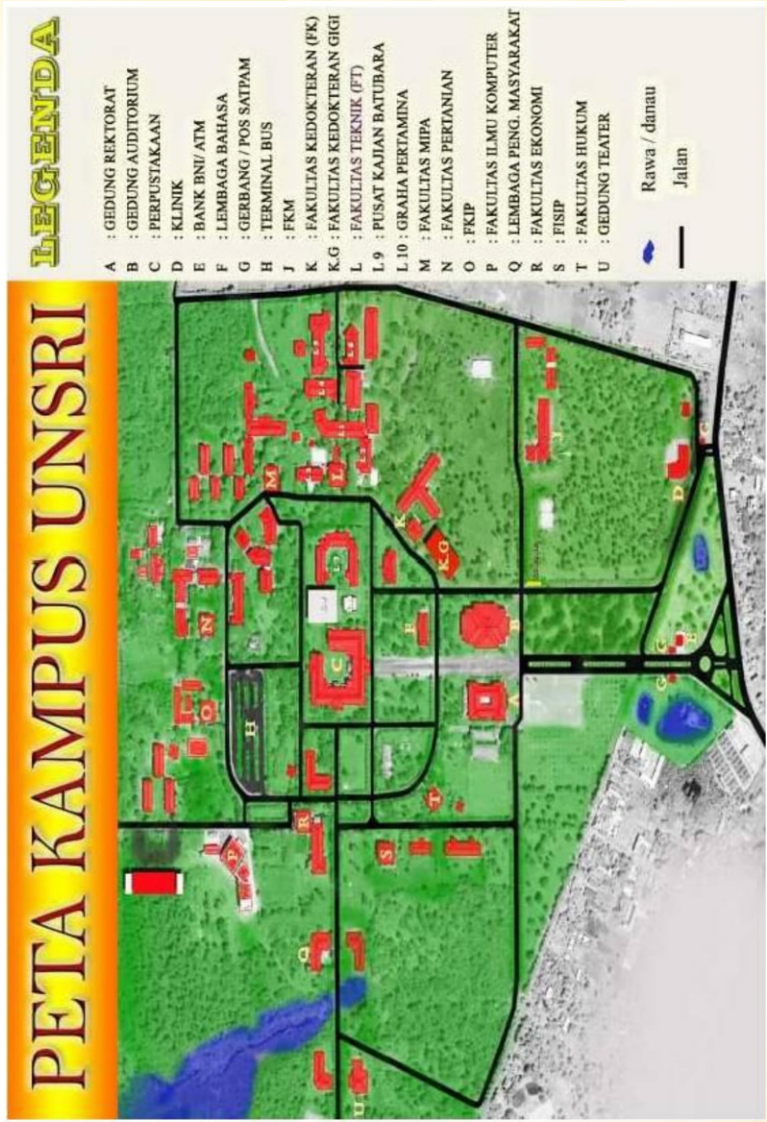 PETA KAMPUS UNSRI
LEGENDA
A : GEDUNG REKTORAT
B : GEDUNG AUDITORIUM
C : PERPUSTAKAAN
D : KLINIK
E : BANK BNI/ ATM
F : LEMBAGA BAHASA
G : GERBANG / POS SATPAM
H : TERMINAL BUS
J : FKM
K : FAKULTAS KEDOKTERAN (FK)
K.G : FAKULTAS KEDOKTERAN GIGI
L : FAKULTAS TEKNIK (FT)
L9 : PUSAT KAJIAN BATUBARA
L10 : GRAHA PERTAMINA
M : FAKULTAS MIPA
N : FAKULTAS PERTANIAN
O : FKIP
P : FAKULTAS ILMU KOMPUTER
Q : LEMBAGA PENG. MASYARAKAT
R : FAKULTAS EKONOMI
S : FISIP
T : FAKULTAS HUKUM
U : GEDUNG TEATER
Rawa / danau
Jalan
M
N
O
H
P
R
Q
U
C
L
K
K.G
F
B
A
T
S
J
D
G
G
G
E